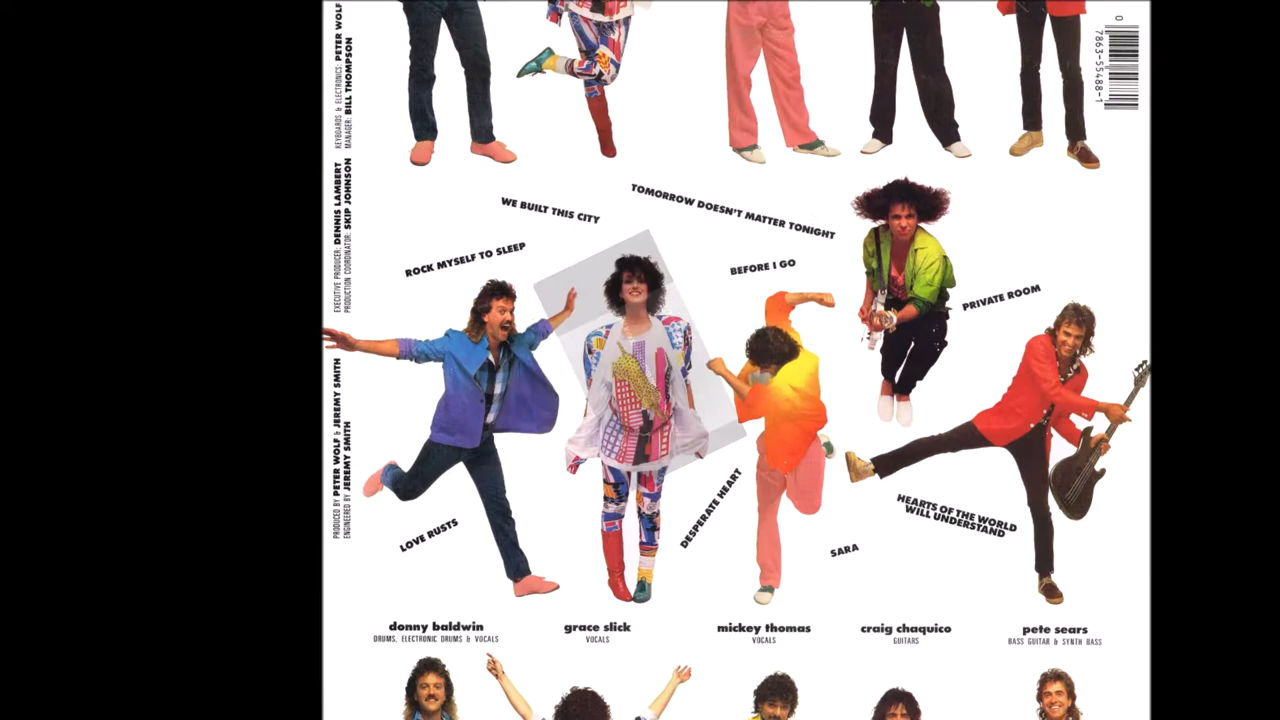 KEYBOARDS & ELECTRONICS: PETER WOLF
MANAGER: BILL THOMPSON
EXECUTIVE PRODUCER: DENNIS LAMBERT
PRODUCTION COORDINATOR: SKIP JOHNSON
PRODUCED BY PETER WOLF & JEREMY SMITH
ENGINEERED BY JEREMY SMITH
0
7863-55488-1
WE BUILT THIS CITY
TOMORROW DOESN'T MATTER TONIGHT
ROCK MYSELF TO SLEEP
BEFORE I GO
PRIVATE ROOM
LOVE RUSTS
DESPERATE HEART
SARA
HEARTS OF THE WORLD
WILL UNDERSTAND
donny baldwin
DRUMS, ELECTRONIC DRUMS & VOCALS
grace slick
VOCALS
mickey thomas
VOCALS
craig chaquico
GUITARS
pete sears
BASS GUITAR & SYNTH BASS